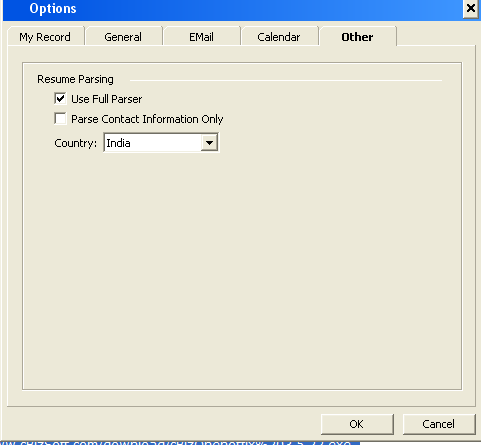 Options
My Record General EMail Calendar Other
Resume Parsing
Use Full Parser
Parse Contact Information Only
Country: India
OK Cancel